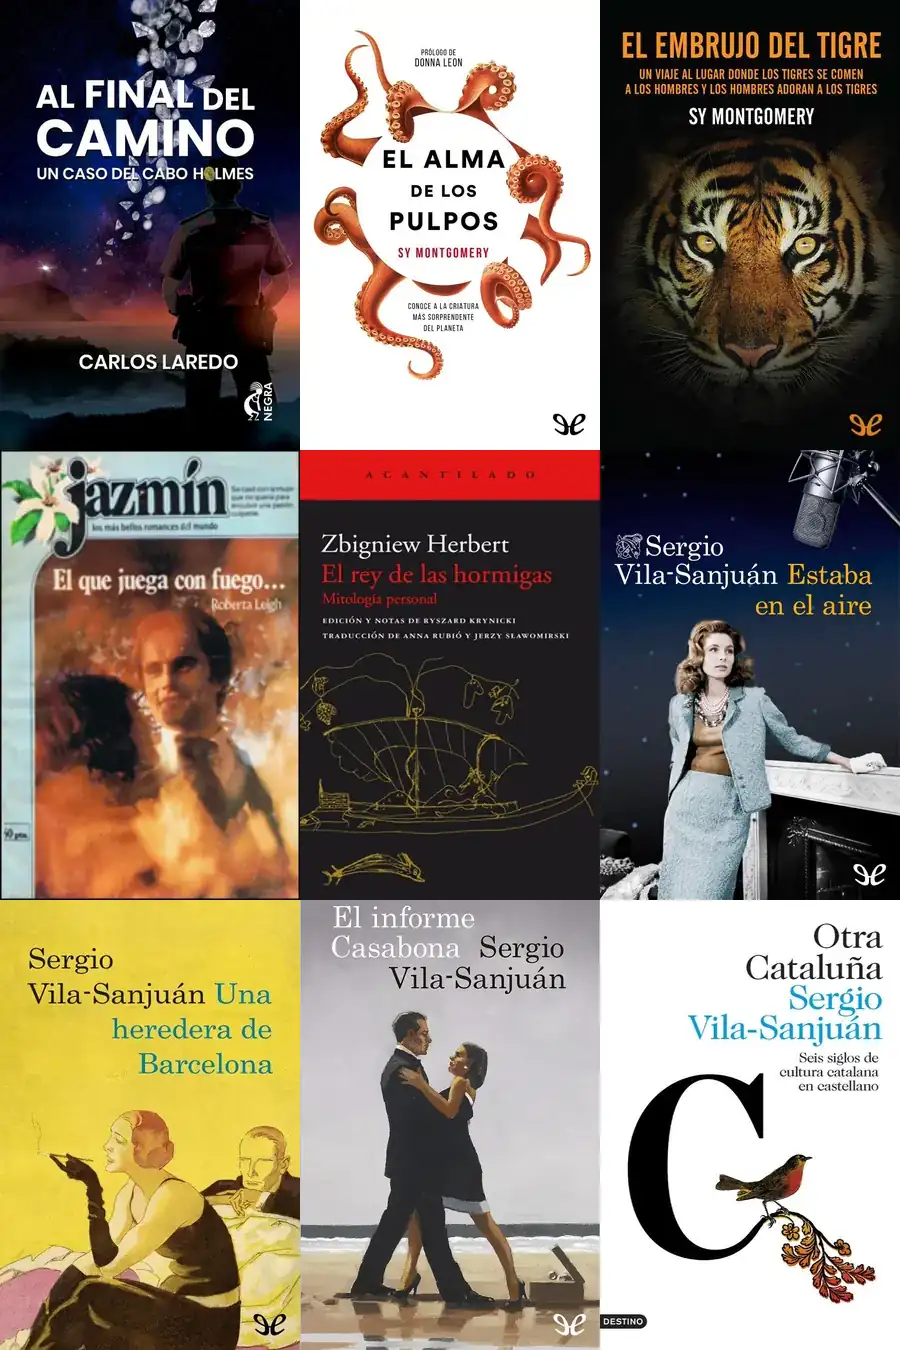 AL FINAL DEL
CAMINO
UN CASO DEL CABO HOLMES
CARLOS LAREDO
NEGRA
PRÓLOGO DE
DONNA LEON
EL ALMA
DE LOS
PULPOS
SY MONTGOMERY
CONOCE A LA CRIATURA
MÁS SORPRENDENTE
DEL PLANETA
EL EMBRUJO DEL TIGRE
UN VIAJE AL LUGAR DONDE LOS TIGRES SE COMEN
A LOS HOMBRES Y LOS HOMBRES ADORAN A LOS TIGRES
SY MONTGOMERY
jazmín
los más bellos romances del mundo
El que juega con fuego...
Roberta Leigh
ACANTILADO
Zbigniew Herbert
El rey de las hormigas
Mitología personal
EDICIÓN Y NOTAS DE RYSZARD KRYNICKI
TRADUCCIÓN DE ANNA RUBIÓ Y JERZY SŁAWOMIRSKI
Sergio
Vila-Sanjuán Estaba
en el aire
Sergio
Vila-Sanjuán Una
heredera de
Barcelona
El informe
Casabona Sergio
Vila-Sanjuán
Otra
Cataluña
Sergio
Vila-Sanjuán
Seis siglos de
cultura catalana
en castellano
C
DESTINO